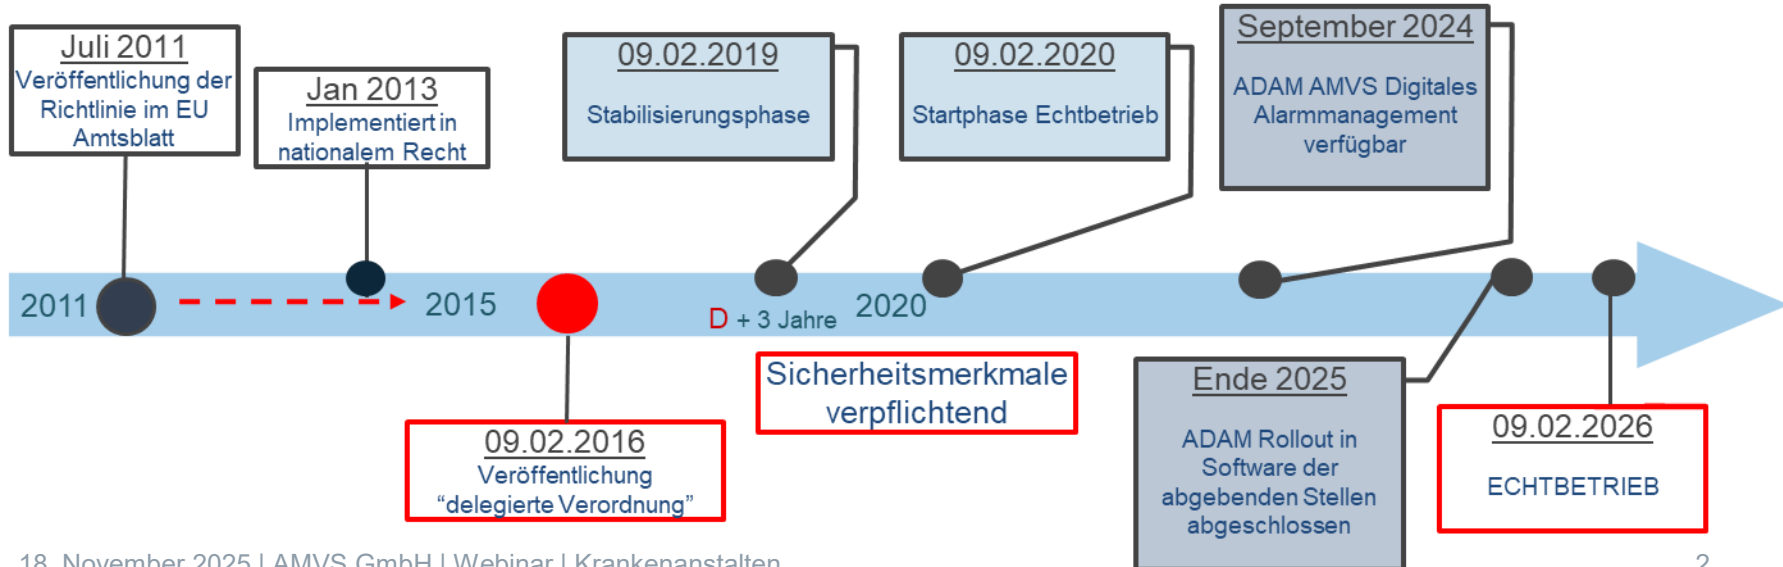 Juli 2011
Veröffentlichung der
Richtlinie im EU
Amtsblatt
Jan 2013
Implementiert in
nationalem Recht
09.02.2019
Stabilisierungsphase
09.02.2020
Startphase Echtbetrieb
September 2024
ADAM AMVS Digitales
Alarmmanagement
verfügbar
2011
2015
D + 3 Jahre
2020
Sicherheitsmerkmale
verpflichtend
09.02.2016
Veröffentlichung
“delegierte Verordnung”
Ende 2025
ADAM Rollout in
Software der
abgebenden Stellen
abgeschlossen
09.02.2026
ECHTBETRIEB
18. November 2025 | AMVS GmbH | Webinar | Krankenanstalten
2